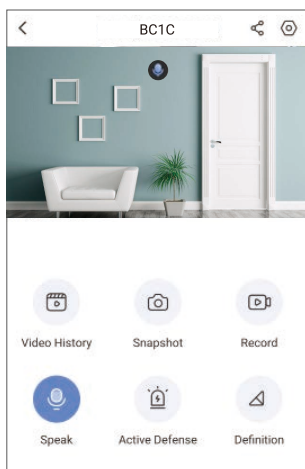 BC1C
Video History
Snapshot
Record
Speak
Active Defense
Definition